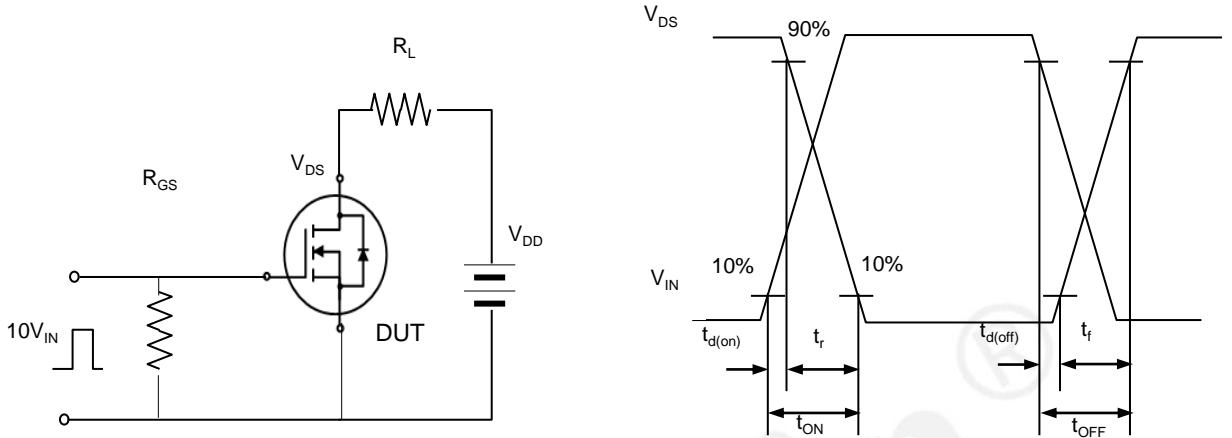 R_L
V_DS
R_GS
V_DD
10V_IN
DUT
V_DS
90%
10%
10%
V_IN
t_d(on)
t_r
t_d(off)
t_f
t_ON
t_OFF
®